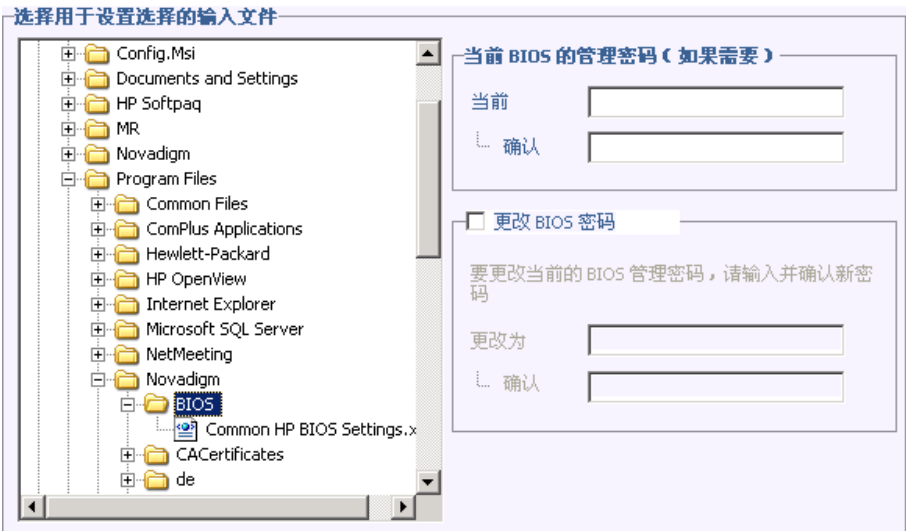 选择用于设置选择的输入文件
Config.Msi
Documents and Settings
HP Softpaq
MR
Novadigm
Program Files
Common Files
ComPlus Applications
Hewlett-Packard
HP OpenView
Internet Explorer
Microsoft SQL Server
NetMeeting
Novadigm
BIOS
Common HP BIOS Settings.x
CACertificates
de
当前 BIOS 的管理密码（如果需要）
当前
确认
更改 BIOS 密码
要更改当前的 BIOS 管理密码，请输入并确认新密
码
更改为
确认